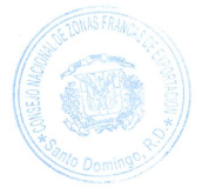 CONSEJO NACIONAL DE ZONAS FRANCAS DE EXPORTACION
*Santo Domingo, R.D.*